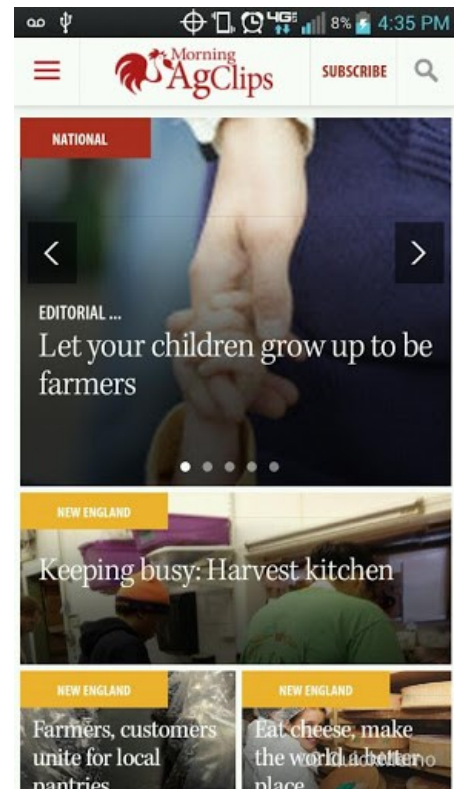 4G
8%
4:35 PM
Morning
AgClips
SUBSCRIBE
NATIONAL
EDITORIAL ...
Let your children grow up to be
farmers
NEW ENGLAND
Keeping busy: Harvest kitchen
NEW ENGLAND
Farmers, customers
unite for local
pantries
NEW ENGLAND
Eat cheese, make
the world a better
place